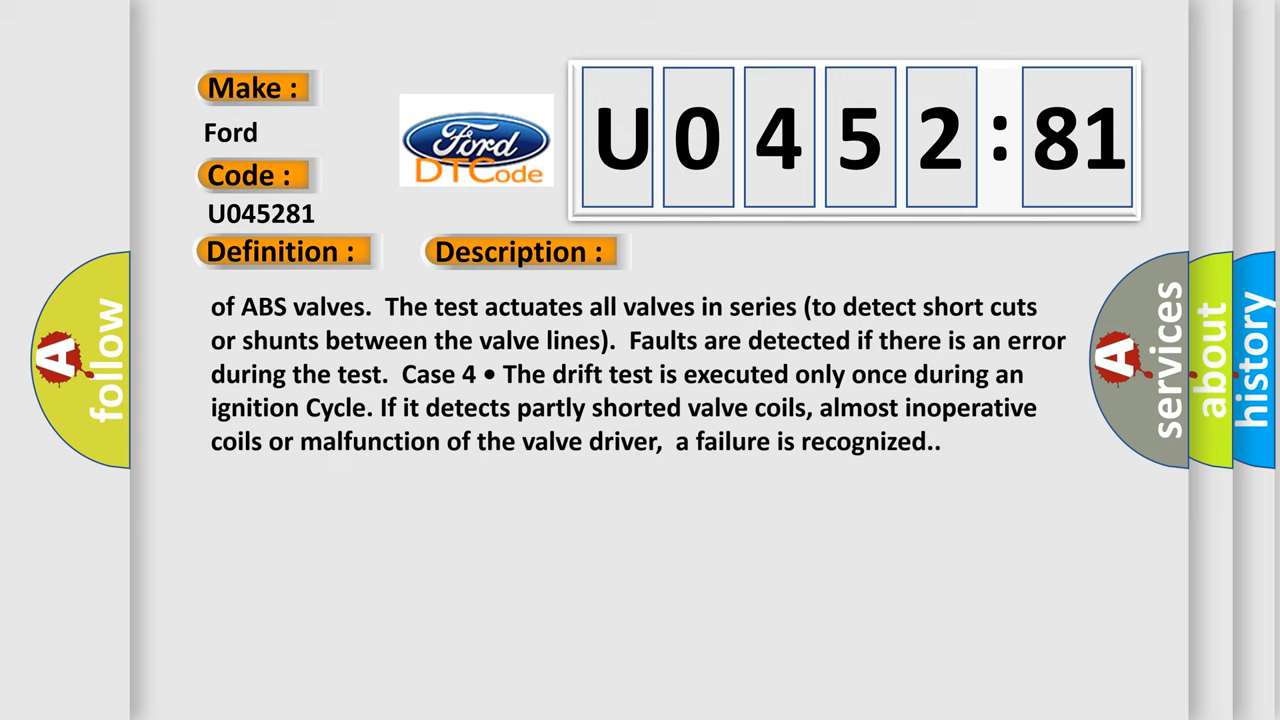 Make :
Ford
Code :
U045281
Ford
DTCode
U0452:81
Definition :
Description :
of ABS valves. The test actuates all valves in series (to detect short cuts
or shunts between the valve lines). Faults are detected if there is an error
during the test. Case 4 • The drift test is executed only once during an
ignition Cycle. If it detects partly shorted valve coils, almost inoperative
coils or malfunction of the valve driver, a failure is recognized..
A follow
A services
about
history